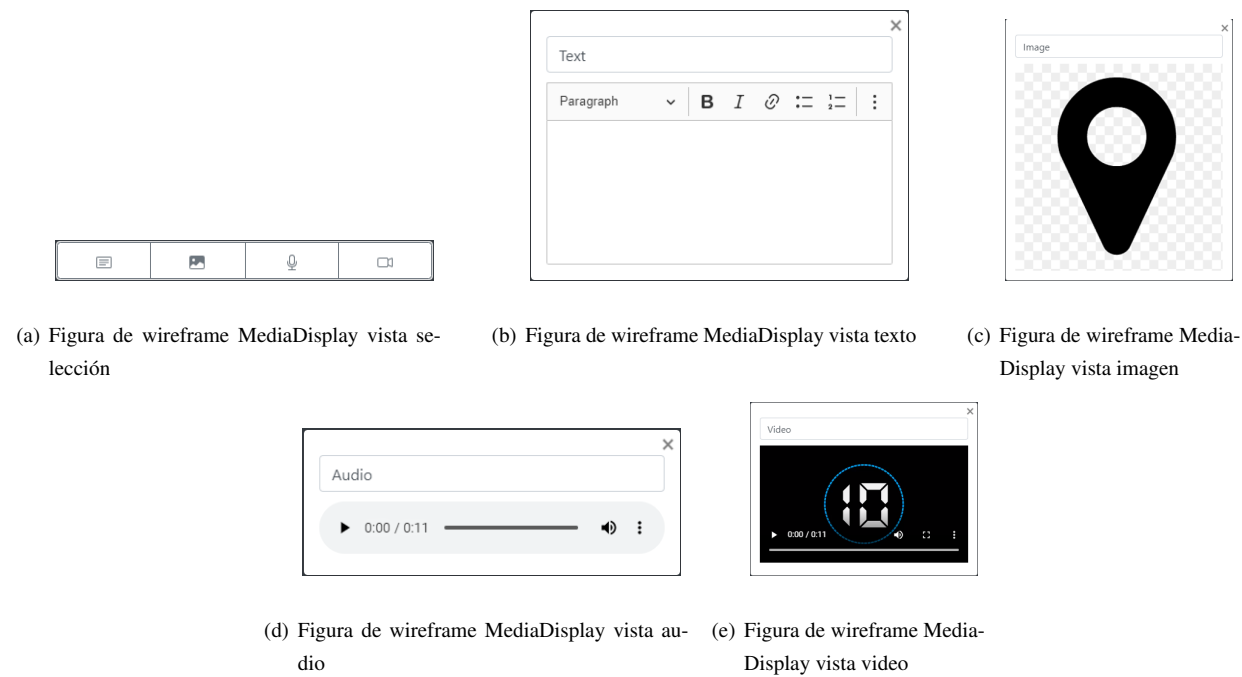 Text
Paragraph
B I
Image
(a) Figura de wireframe MediaDisplay vista se-
lección
(b) Figura de wireframe MediaDisplay vista texto
(c) Figura de wireframe Media-
Display vista imagen
Audio
0:00 / 0:11
Video
10
0:00 / 0:11
(d) Figura de wireframe MediaDisplay vista au-
dio
(e) Figura de wireframe Media-
Display vista video